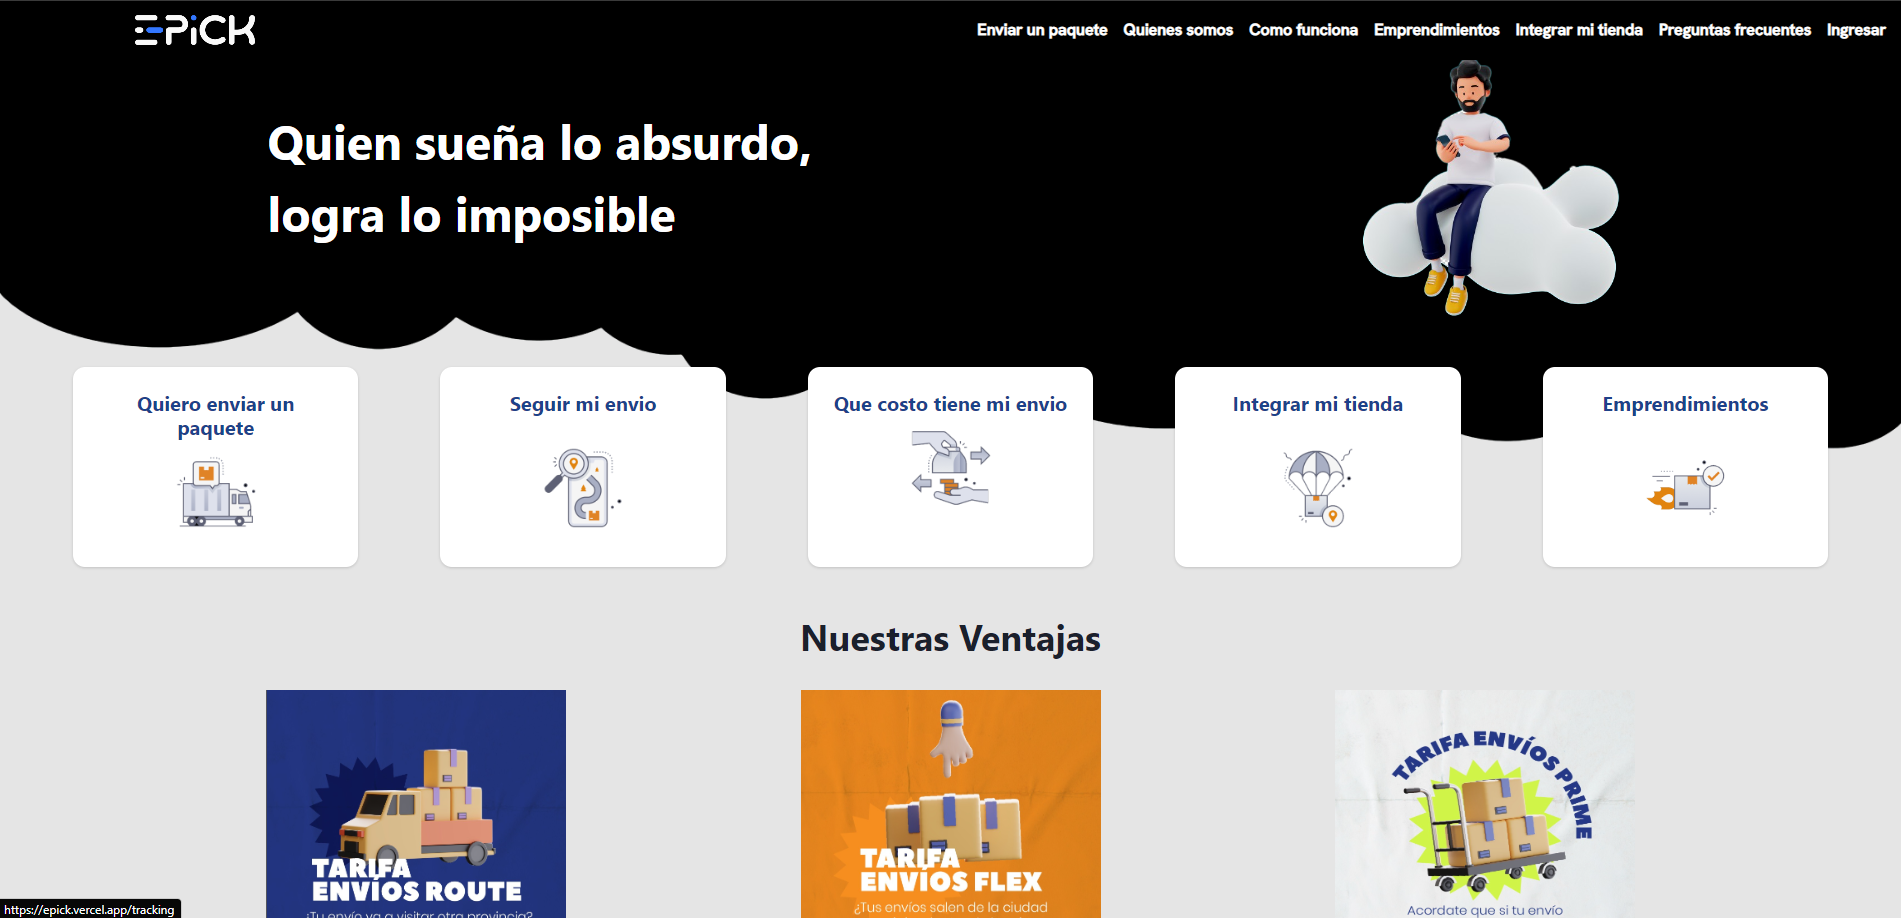 EPiCK
Enviar un paquete
Quienes somos
Como funciona
Emprendimientos
Integrar mi tienda
Preguntas frecuentes
Ingresar
Quien sueña lo absurdo,
logra lo imposible
Quiero enviar un
paquete
Seguir mi envio
Que costo tiene mi envio
Integrar mi tienda
Emprendimientos
Nuestras Ventajas
TARIFA
ENVÍOS ROUTE
¿Tu envío va a visitar otra provincia?
TARIFA
ENVÍOS FLEX
¿Tus envíos salen de la ciudad
TARIFA ENVÍOS PRIME
Acordate que si tu envío
https://epick.vercel.app/tracking